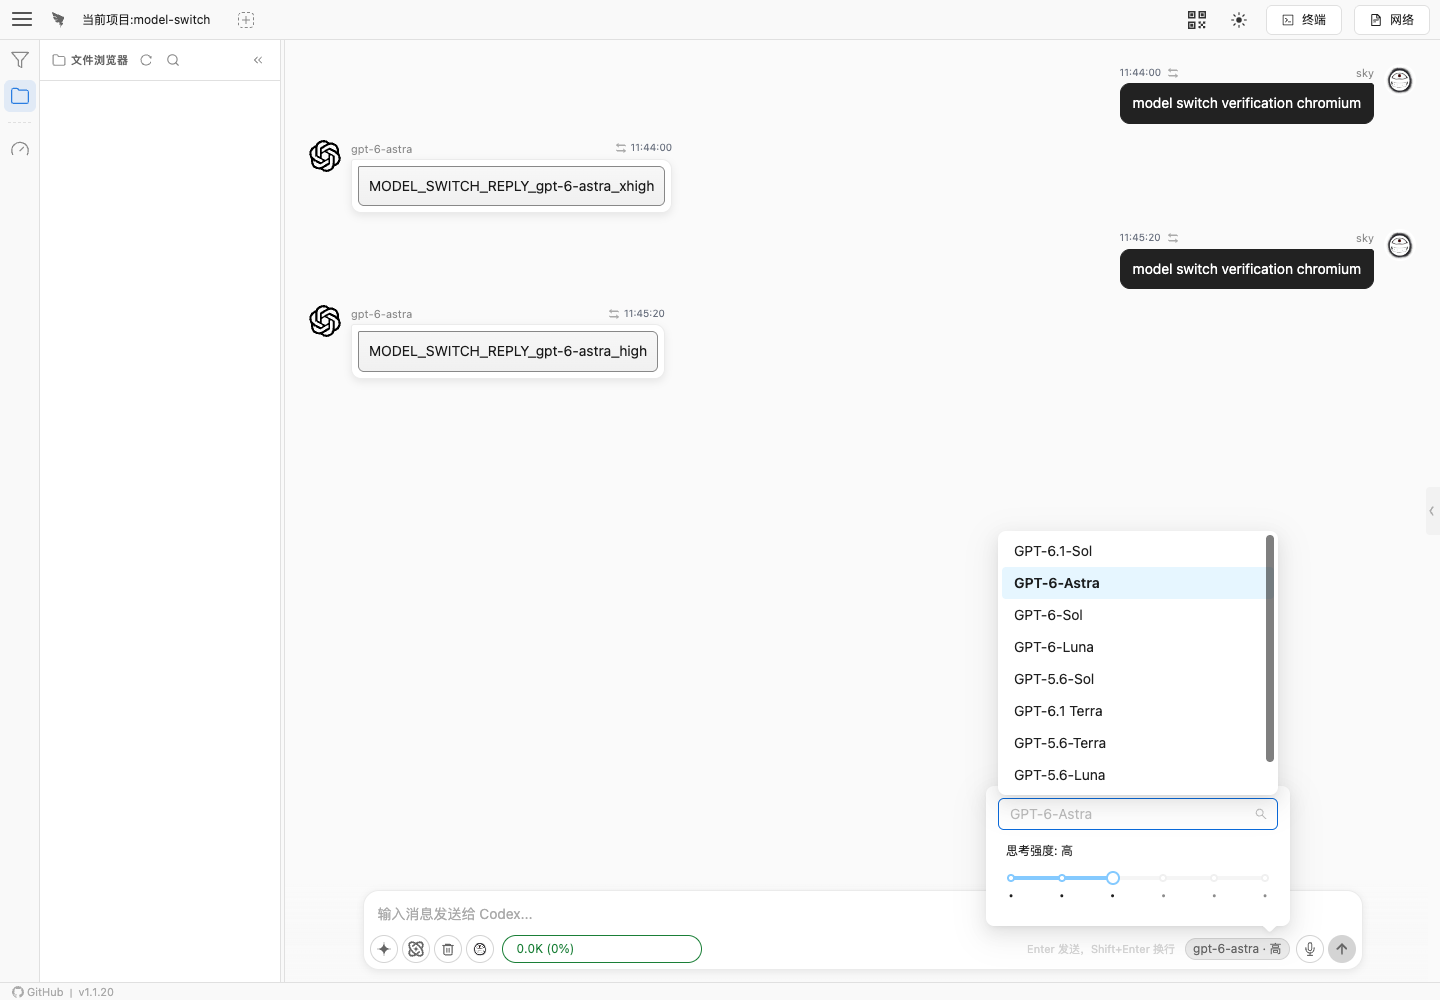 当前项目:model-switch
终端
网络
文件浏览器
11:44:00
sky
model switch verification chromium
gpt-6-astra
11:44:00
MODEL_SWITCH_REPLY_gpt-6-astra_xhigh
11:45:20
sky
model switch verification chromium
gpt-6-astra
11:45:20
MODEL_SWITCH_REPLY_gpt-6-astra_high
GPT-6.1-Sol
GPT-6-Astra
GPT-6-Sol
GPT-6-Luna
GPT-5.6-Sol
GPT-6.1 Terra
GPT-5.6-Terra
GPT-5.6-Luna
GPT-6-Astra
思考强度: 高
输入消息发送给 Codex...
0.0K (0%)
Enter 发送，Shift+Enter 换行
gpt-6-astra · 高
GitHub | v1.1.20